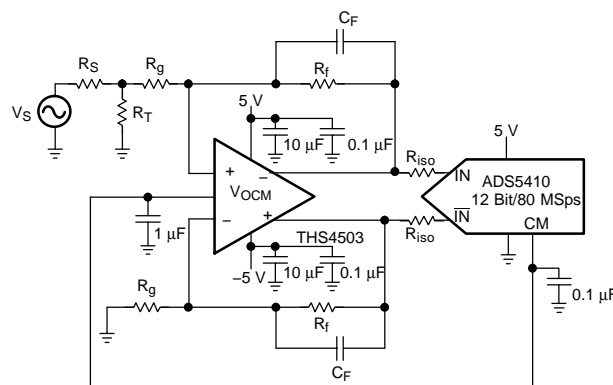 C_F
R_S
R_g
R_f
V_S
R_T
5 V
10 μF
0.1 μF
5 V
R_iso
IN
ADS5410
12 Bit/80 MSps
IN
CM
+
−
V_OCM
−
+
1 μF
THS4503
R_iso
−5 V
10 μF
0.1 μF
0.1 μF
R_g
R_f
C_F